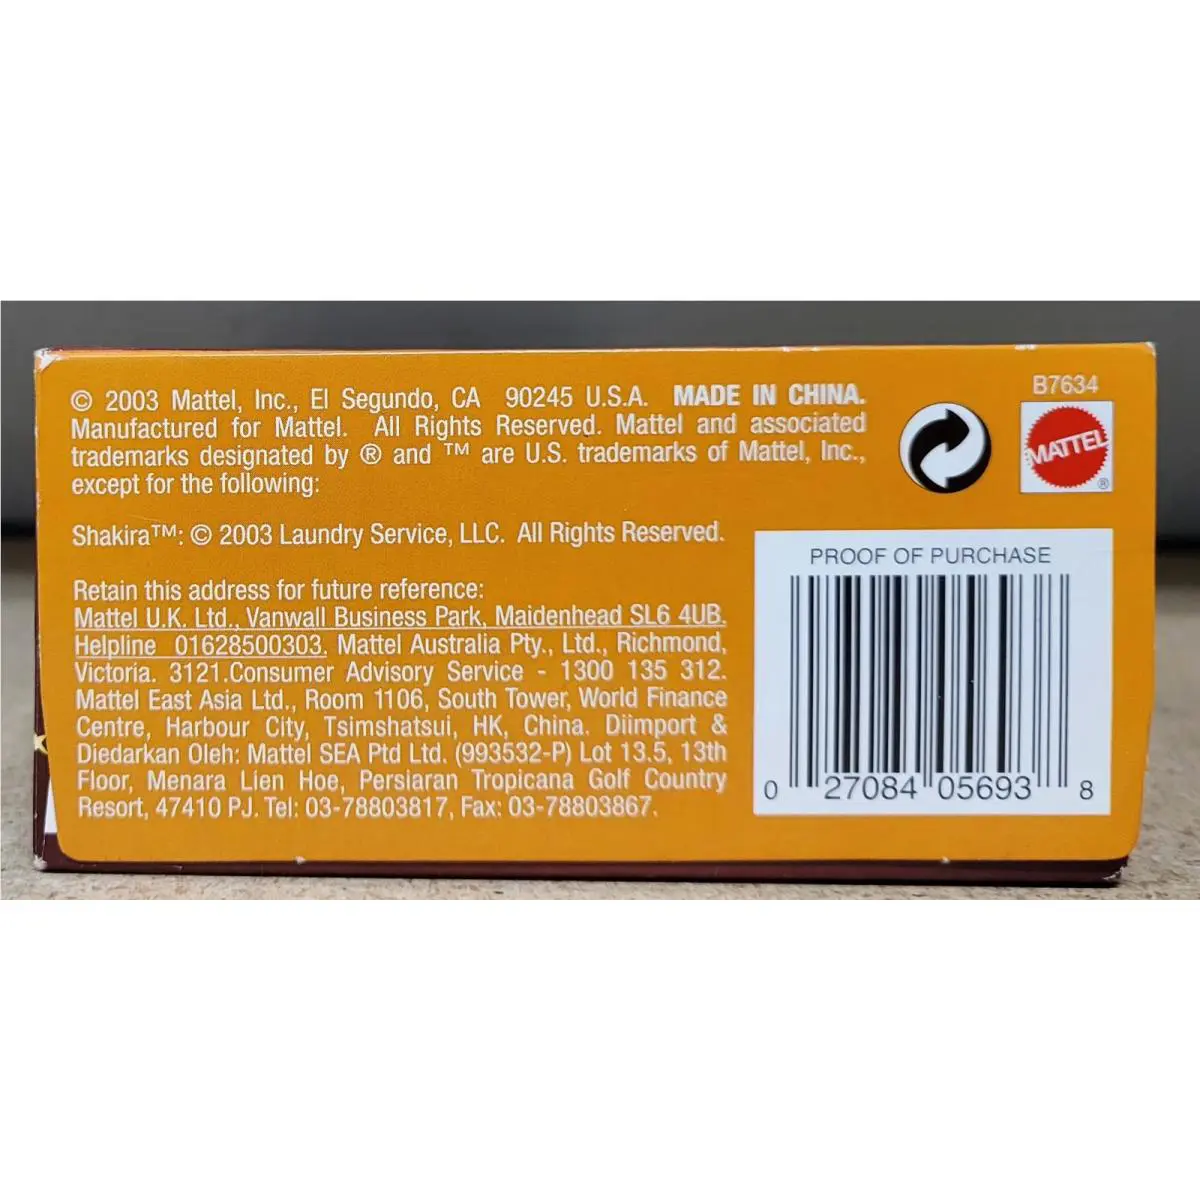 © 2003 Mattel, Inc., El Segundo, CA 90245 U.S.A. MADE IN CHINA.
Manufactured for Mattel. All Rights Reserved. Mattel and associated
trademarks designated by ® and ™ are U.S. trademarks of Mattel, Inc.,
except for the following:
Shakira™: © 2003 Laundry Service, LLC. All Rights Reserved.
Retain this address for future reference:
Mattel U.K. Ltd., Vanwall Business Park, Maidenhead SL6 4UB.
Helpline 01628500303. Mattel Australia Pty., Ltd., Richmond,
Victoria. 3121.Consumer Advisory Service - 1300 135 312.
Mattel East Asia Ltd., Room 1106, South Tower, World Finance
Centre, Harbour City, Tsimshatsui, HK, China. Diimport &
Diedarkan Oleh: Mattel SEA Ptd Ltd. (993532-P) Lot 13.5, 13th
Floor, Menara Lien Hoe, Persiaran Tropicana Golf Country
Resort, 47410 PJ. Tel: 03-78803817, Fax: 03-78803867.
B7634
MATTEL
®
PROOF OF PURCHASE
0 27084 05693 8